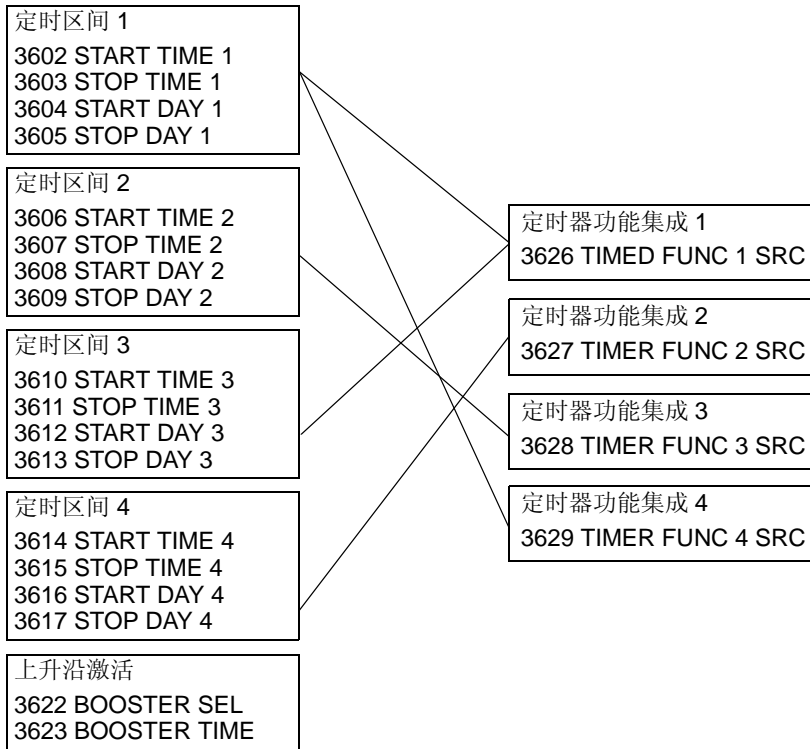 定时区间 1
3602 START TIME 1
3603 STOP TIME 1
3604 START DAY 1
3605 STOP DAY 1
定时区间 2
3606 START TIME 2
3607 STOP TIME 2
3608 START DAY 2
3609 STOP DAY 2
定时区间 3
3610 START TIME 3
3611 STOP TIME 3
3612 START DAY 3
3613 STOP DAY 3
定时区间 4
3614 START TIME 4
3615 STOP TIME 4
3616 START DAY 4
3617 STOP DAY 4
上升沿激活
3622 BOOSTER SEL
3623 BOOSTER TIME
定时器功能集成 1
3626 TIMED FUNC 1 SRC
定时器功能集成 2
3627 TIMER FUNC 2 SRC
定时器功能集成 3
3628 TIMER FUNC 3 SRC
定时器功能集成 4
3629 TIMER FUNC 4 SRC